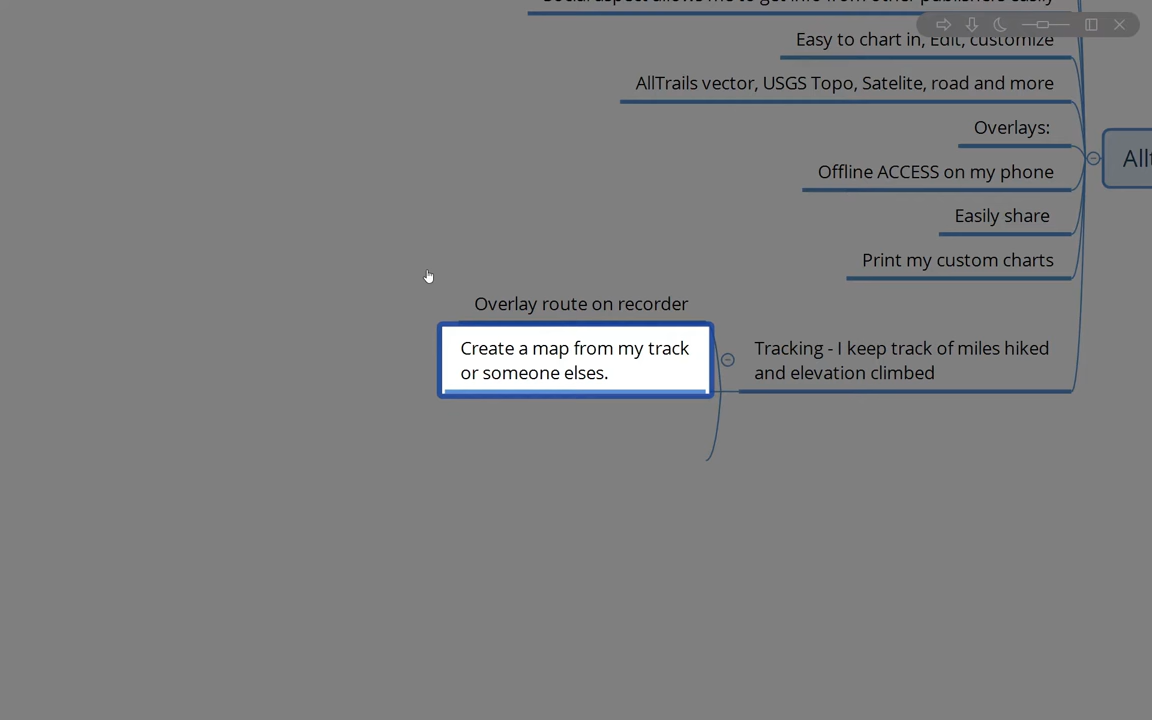 Easy to chart in, Edit, customize
AllTrails vector, USGS Topo, Satelite, road and more
Overlays:
Offline ACCESS on my phone
Easily share
Print my custom charts
Overlay route on recorder
Create a map from my track
or someone elses.
Tracking - I keep track of miles hiked
and elevation climbed